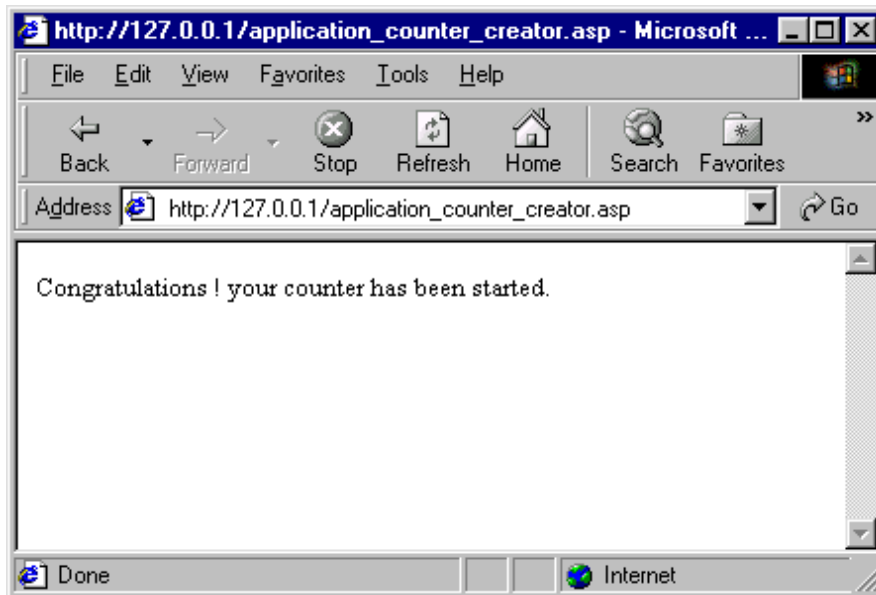 http://127.0.0.1/application_counter_creator.asp - Microsoft ...
File Edit View Favorites Tools Help
Back Forward Stop Refresh Home Search Favorites »
Address http://127.0.0.1/application_counter_creator.asp Go
Congratulations ! your counter has been started.
Done Internet